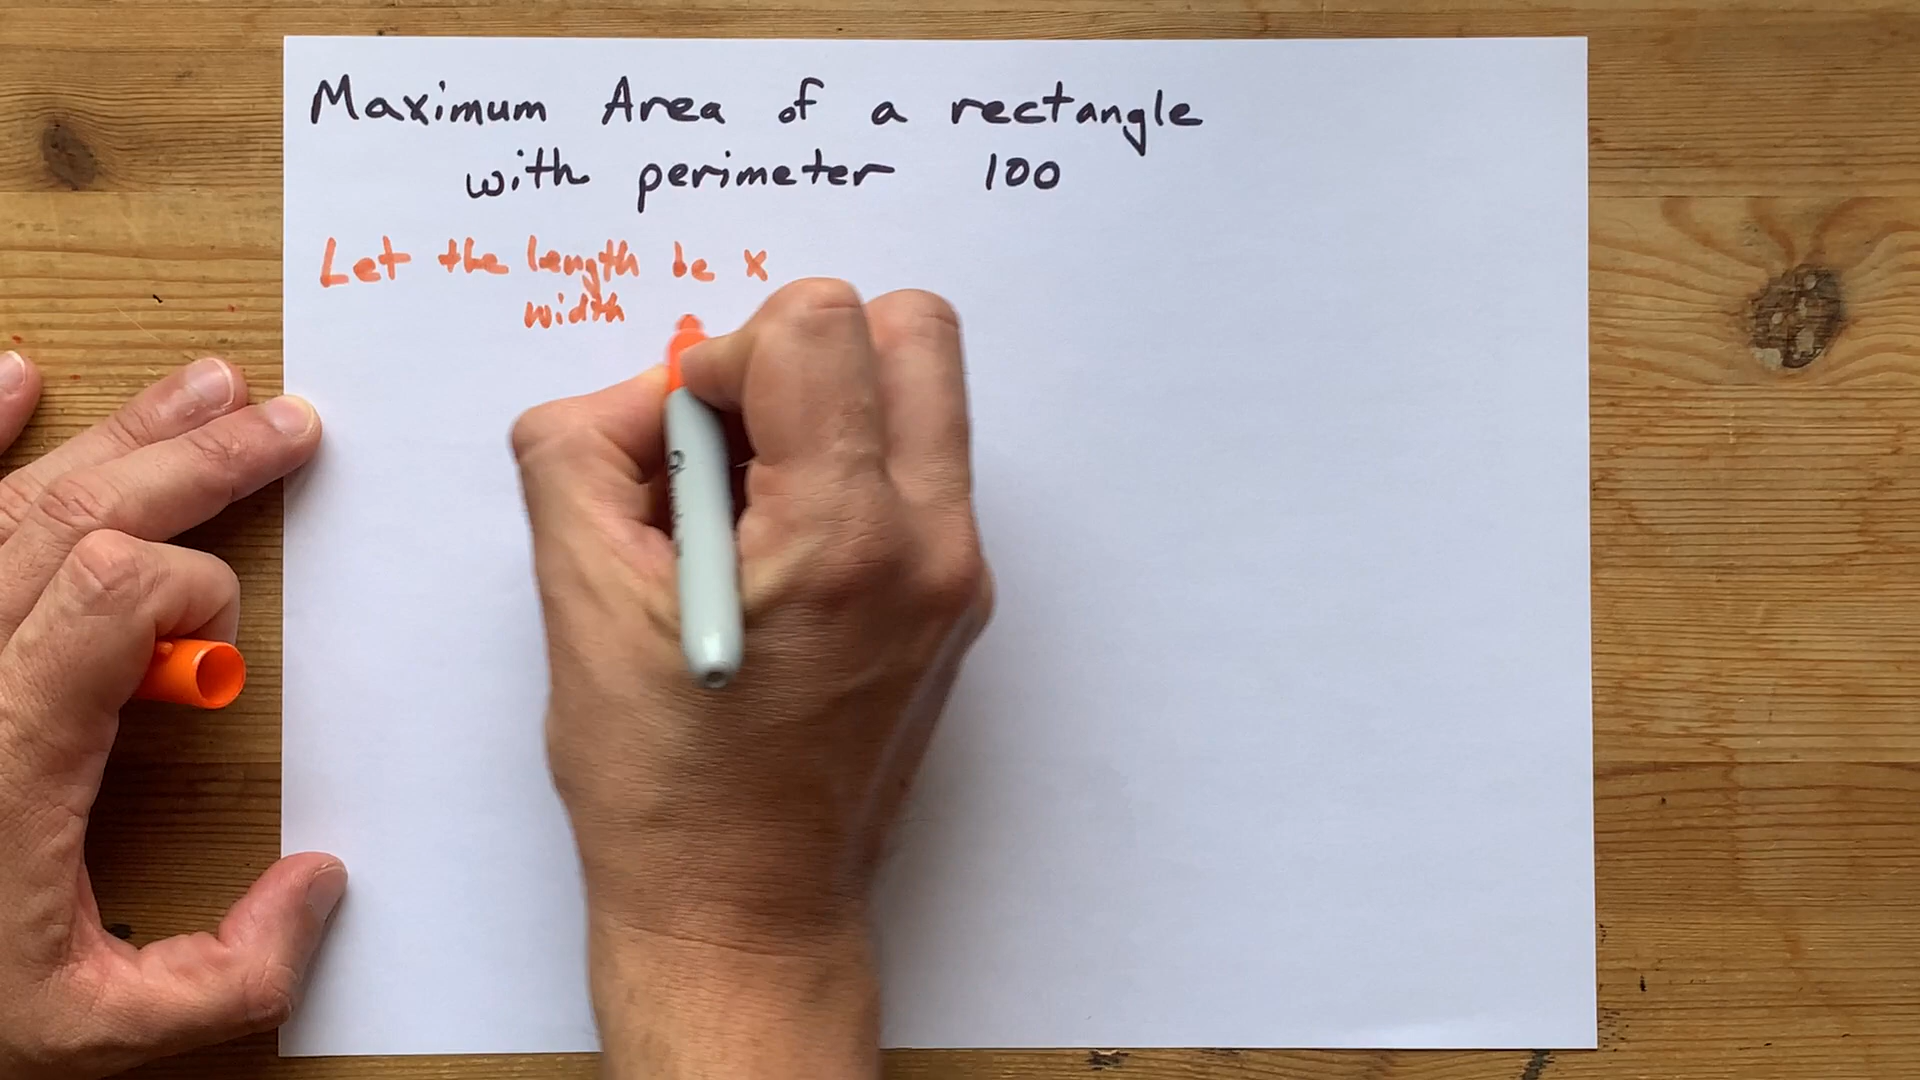 Maximum Area of a rectangle
with perimeter 100
Let the length be x
width